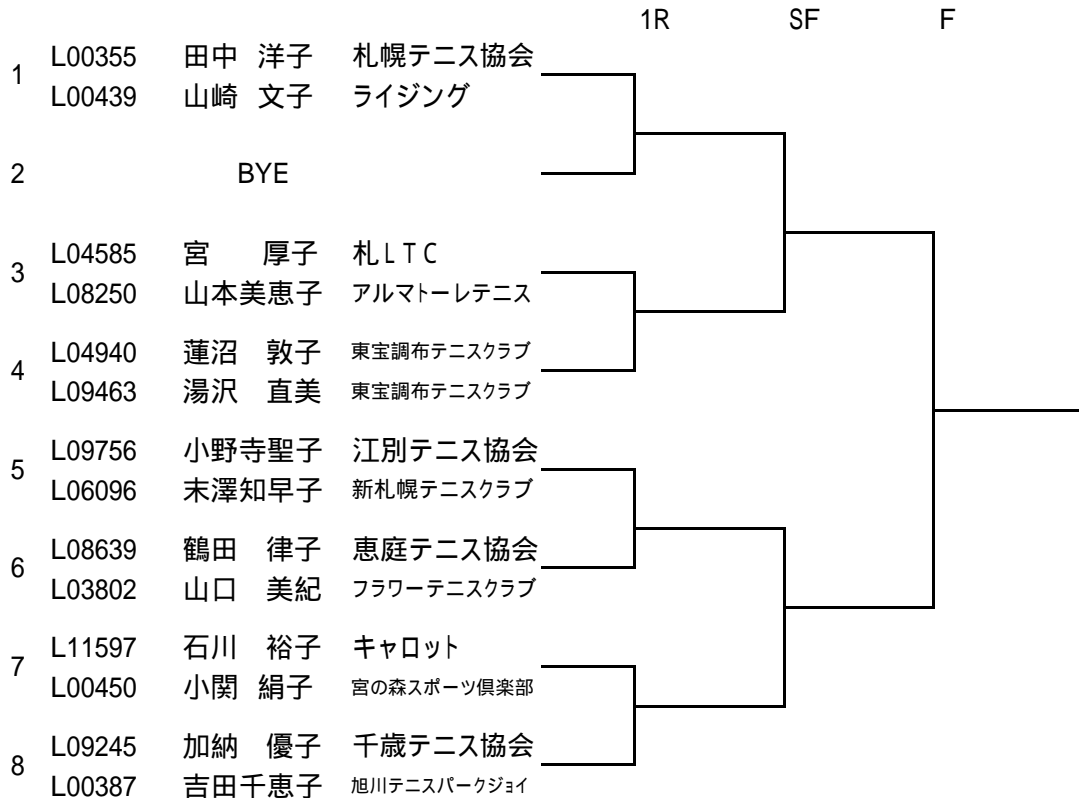 1R SF F
1 L00355 田中 洋子 札幌テニス協会
L00439 山崎 文子 ライジング
2 BYE
3 L04585 宮 厚子 札LTC
L08250 山本美恵子 アルマトーレテニス
4 L04940 蓮沼 敦子 東宝調布テニスクラブ
L09463 湯沢 直美 東宝調布テニスクラブ
5 L09756 小野寺聖子 江別テニス協会
L06096 末澤知早子 新札幌テニスクラブ
6 L08639 鶴田 律子 恵庭テニス協会
L03802 山口 美紀 フラワーテニスクラブ
7 L11597 石川 裕子 キャロット
L00450 小関 絹子 宮の森スポーツ倶楽部
8 L09245 加納 優子 千歳テニス協会
L00387 吉田千恵子 旭川テニスパークジョイ